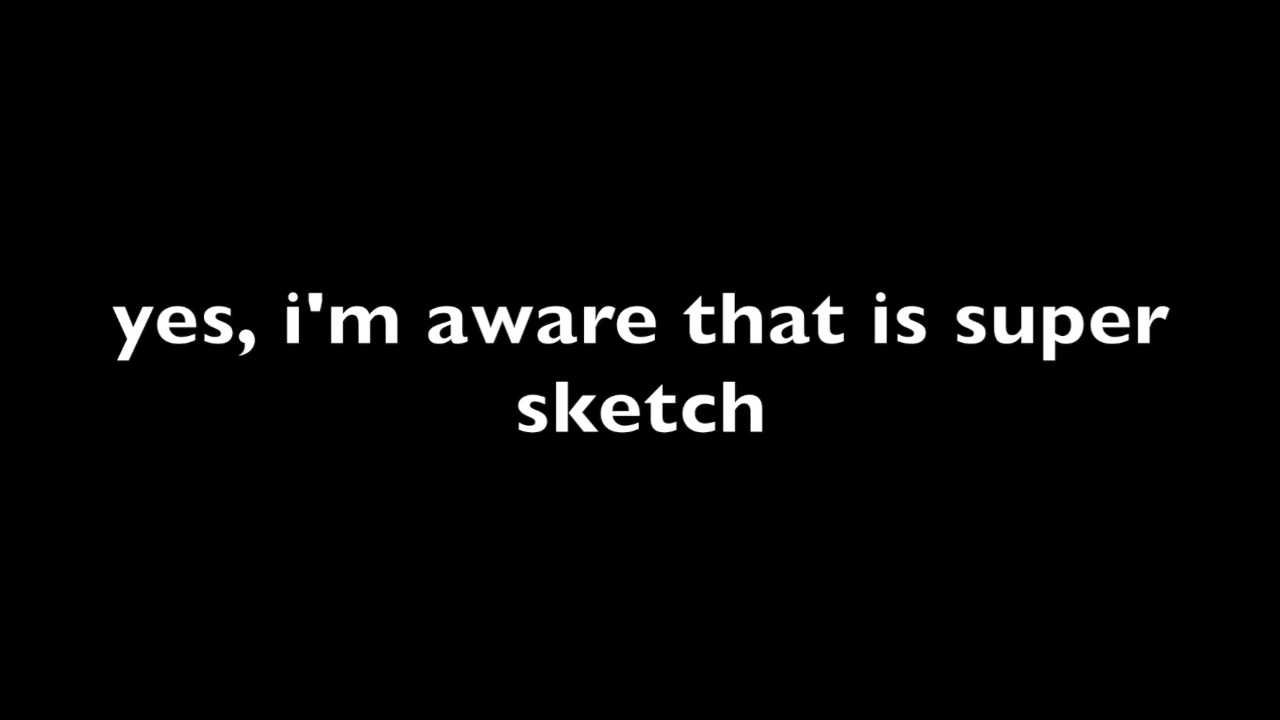 yes, i'm aware that is super
sketch